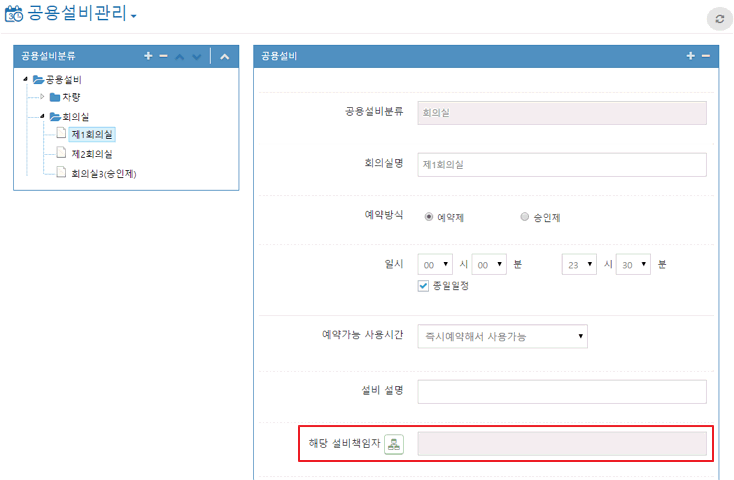 공용설비관리
공용설비분류
공용설비
차량
회의실
제1회의실
제2회의실
회의실3(승인제)
공용설비
공용설비분류 회의실
회의실명 제1회의실
예약방식 예약제 승인제
일시 00 시 00 분 23 시 30 분
종일일정
예약가능 사용시간 즉시예약해서 사용가능
설비 설명
해당 설비책임자